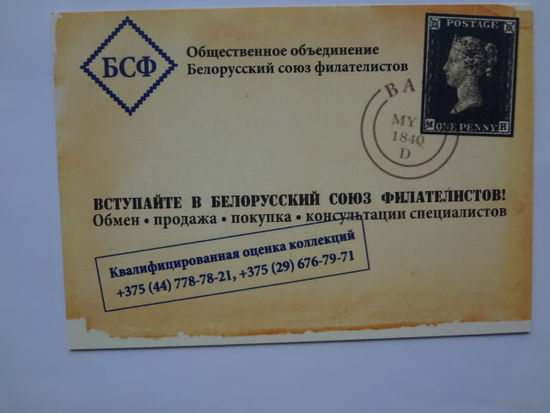 БСФ
Общественное объединение
Белорусский союз филателистов
POSTAGE
M ONE PENNY H
BA
MY
1840
D
ВСТУПАЙТЕ В БЕЛОРУССКИЙ СОЮЗ ФИЛАТЕЛИСТОВ!
Обмен • продажа • покупка • консультации специалистов
Квалифицированная оценка коллекций
+375 (44) 778-78-21, +375 (29) 676-79-71